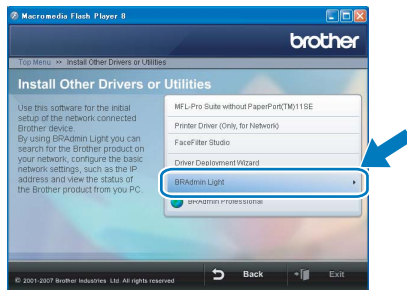 Macromedia Flash Player 8
brother
Top Menu >> Install Other Drivers or Utilities
Install Other Drivers or Utilities
Use this software for the initial
setup of the network connected
Brother device.
By using BRAdmin Light you can
search for the Brother product on
your network, configure the basic
network settings, such as the IP
address and view the status of
the Brother product from you PC.
MFL-Pro Suite without PaperPort(TM)11SE
Printer Driver (Only, for Network)
FaceFilter Studio
Driver Deployment Wizard
BRAdmin Light
BRAdmin Professional
© 2001-2007 Brother Industries Ltd. All rights reserved
Back
Exit